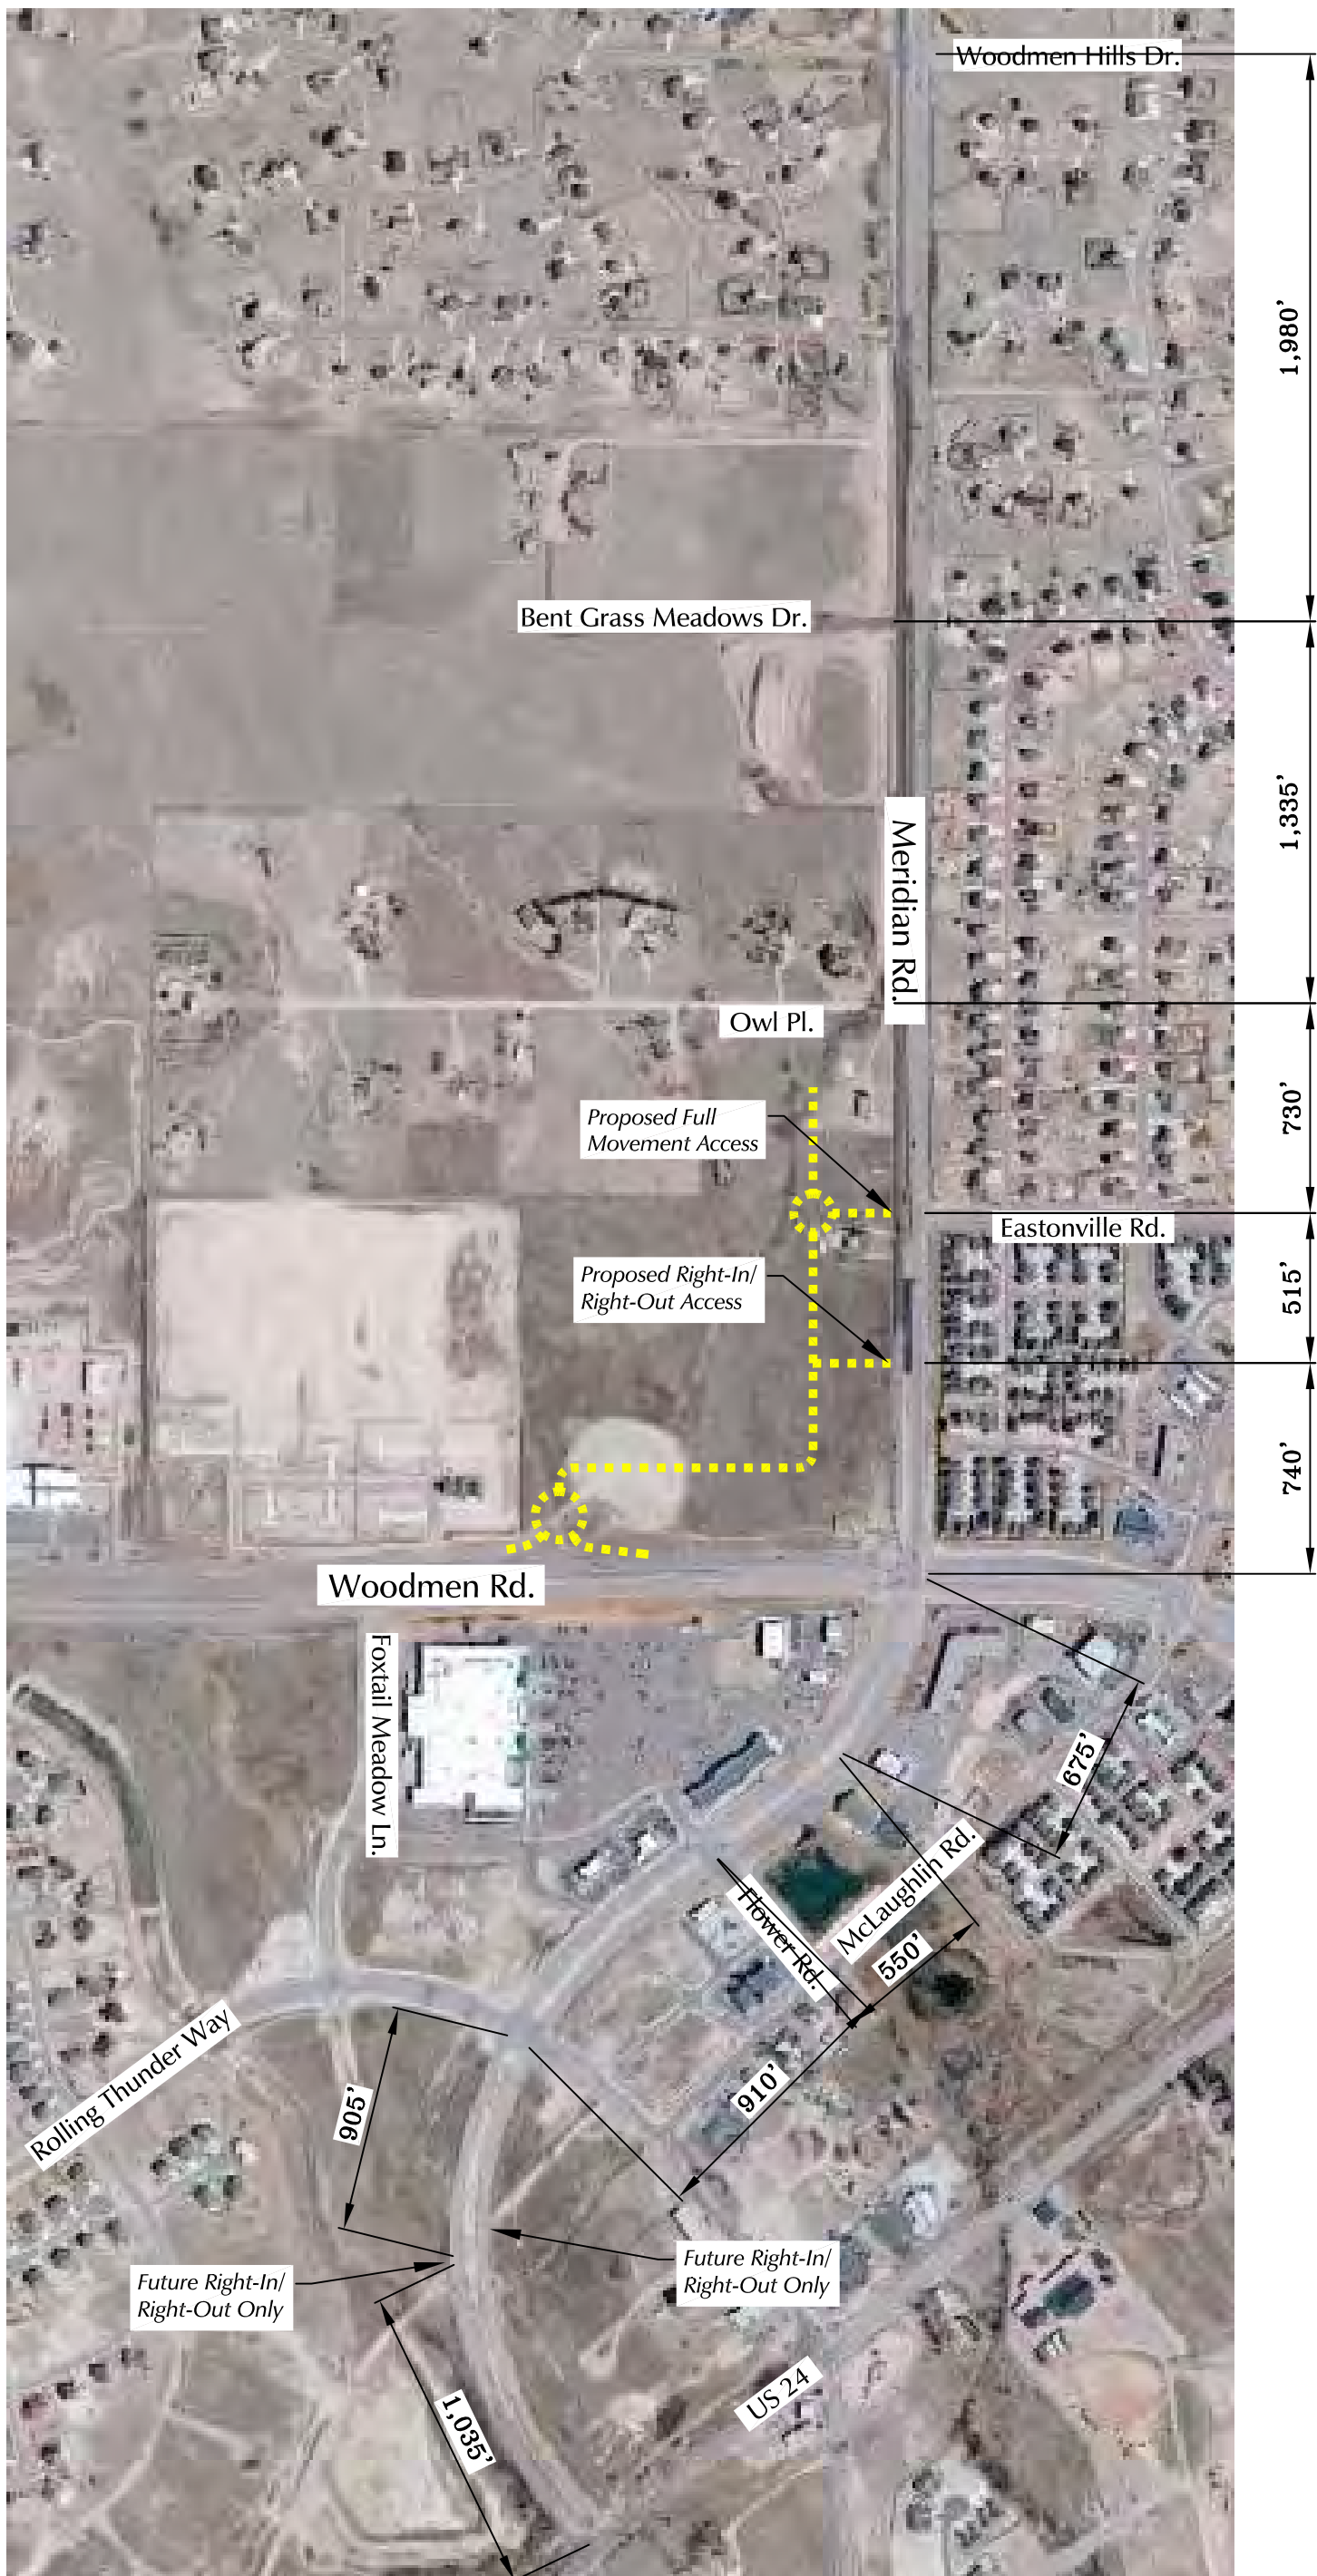 Woodmen Hills Dr.
1,980’
Bent Grass Meadows Dr.
1,335’
Meridian Rd.
Owl Pl.
730’
Proposed Full
Movement Access
Eastonville Rd.
515’
Proposed Right-In/
Right-Out Access
740’
Woodmen Rd.
Foxtail Meadow Ln.
675’
McLaughlin Rd.
Flower Rd.
550’
910’
Rolling Thunder Way
905’
Future Right-In/
Right-Out Only
Future Right-In/
Right-Out Only
US 24
1,035’